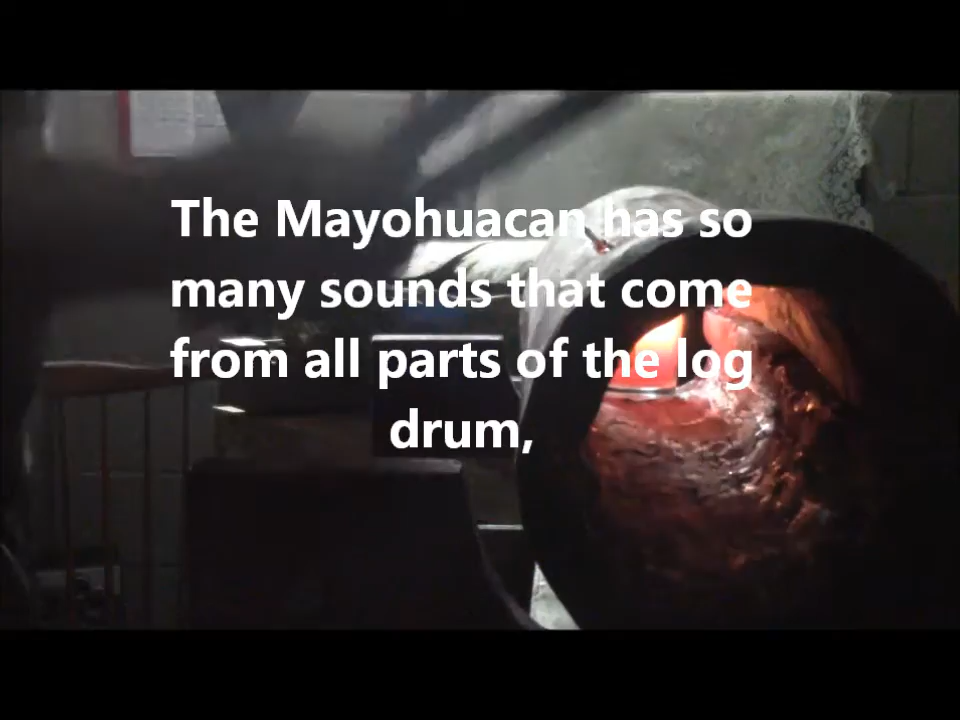 The Mayohuacan has so
many sounds that come
from all parts of the log
drum,